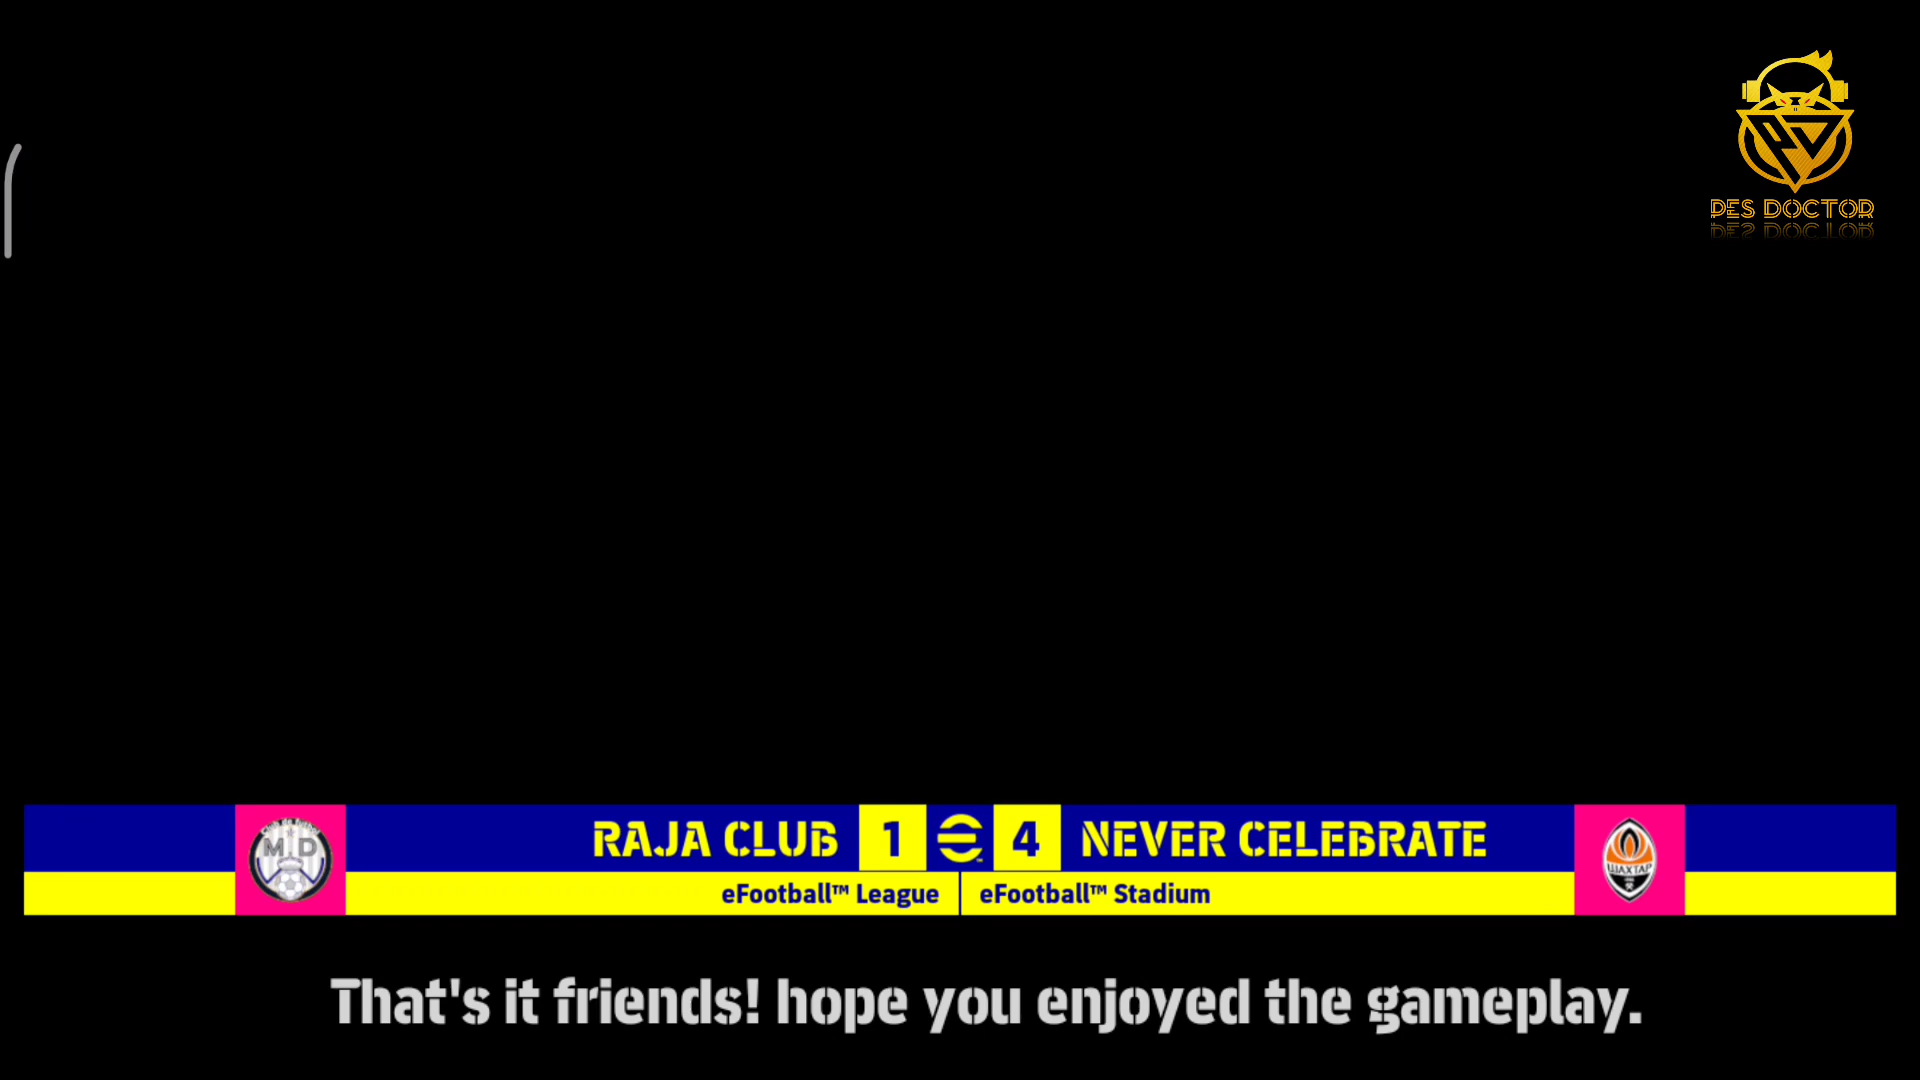 PES DOCTOR
RAJA CLUB 1 4 NEVER CELEBRATE
eFootball™ League eFootball™ Stadium
M D
ШАХТАР
That's it friends! hope you enjoyed the gameplay.